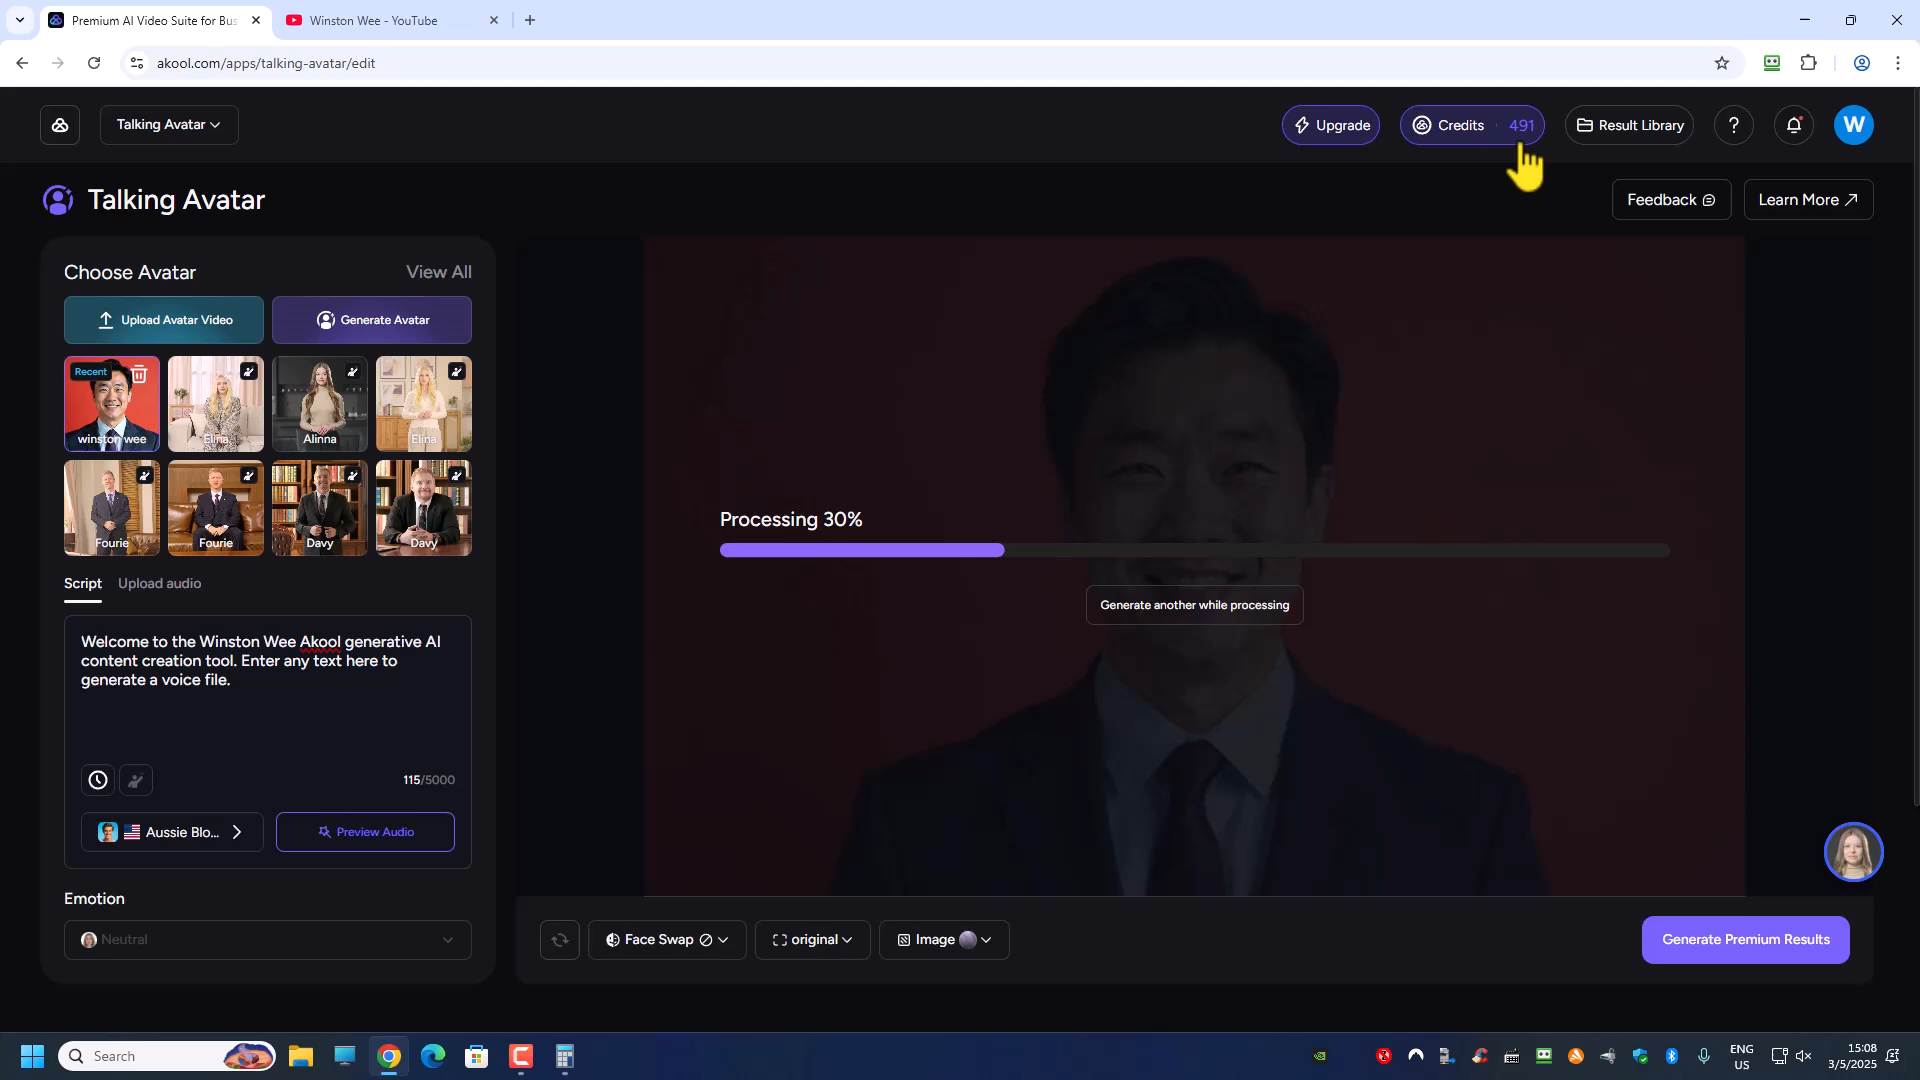 Premium AI Video Suite for Bus
Winston Wee - YouTube
akool.com/apps/talking-avatar/edit
Talking Avatar
Upgrade
Credits
491
Result Library
?
W
Talking Avatar
Feedback
Learn More
Choose Avatar
View All
Upload Avatar Video
Generate Avatar
Recent
winston wee
Elina
Alinna
Elina
Fourie
Fourie
Davy
Davy
Script
Upload audio
Welcome to the Winston Wee Akool generative AI
content creation tool. Enter any text here to
generate a voice file.
115/5000
Aussie Blo...
Preview Audio
Emotion
Neutral
Processing 30%
Generate another while processing
Face Swap
original
Image
Generate Premium Results
Search
ENG
US
15:08
3/5/2025